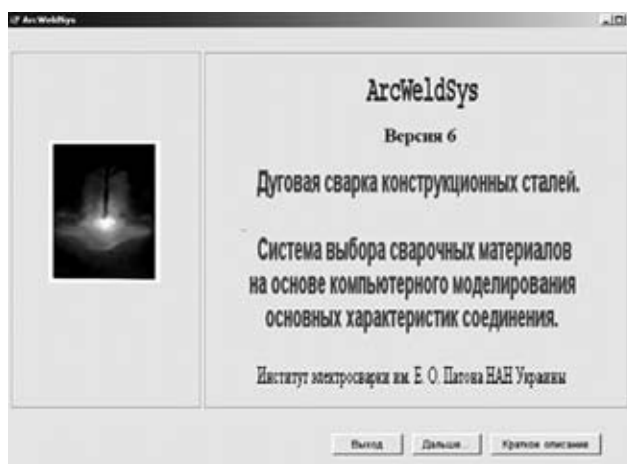 ArcWeldSys
ArcWeldSys
Версия 6
Дуговая сварка конструкционных сталей.
Система выбора сварочных материалов
на основе компьютерного моделирования
основных характеристик соединения.
Институт электросварки им. Е. О. Патона НАН Украины
Выход
Дальше...
Краткое описание